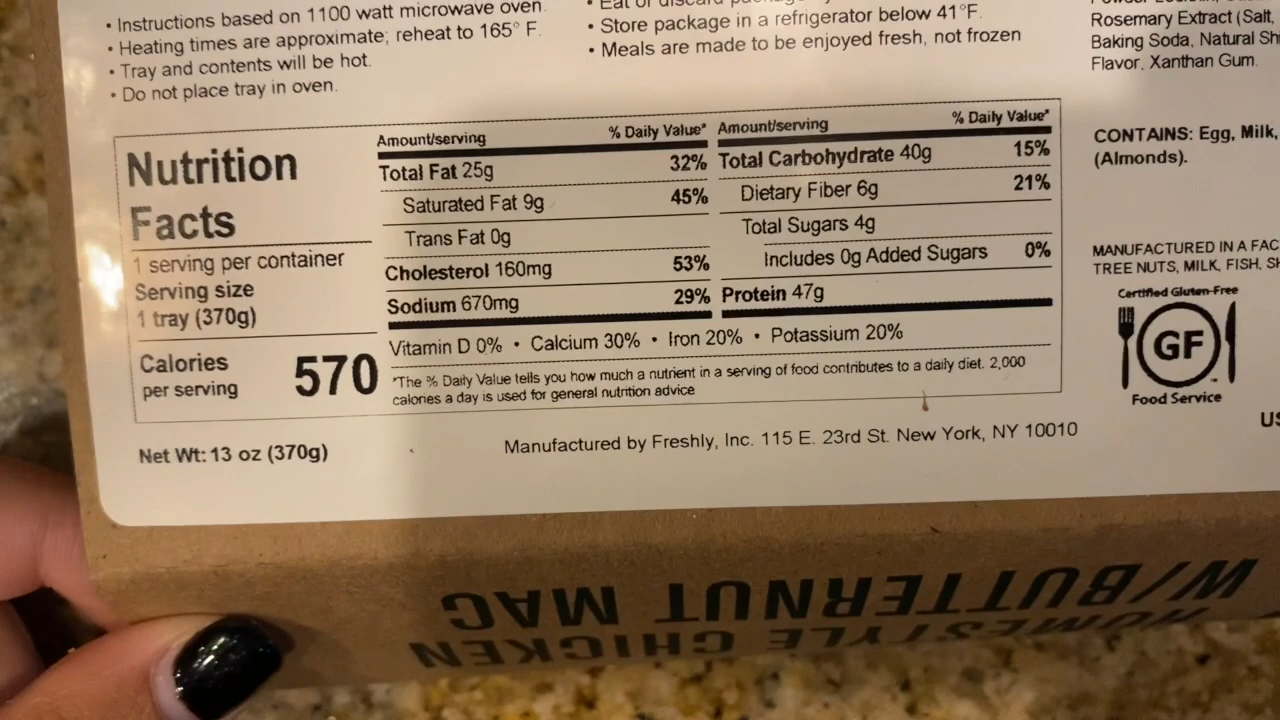 • Instructions based on 1100 watt microwave oven.
• Heating times are approximate; reheat to 165° F.
• Tray and contents will be hot.
• Do not place tray in oven.
• Eat or discard
• Store package in a refrigerator below 41°F.
• Meals are made to be enjoyed fresh, not frozen
Rosemary Extract (Salt,
Baking Soda, Natural
Flavor, Xanthan Gum.
Nutrition
Facts
1 serving per container
Serving size
1 tray (370g)
Calories
per serving 570
Amount/serving % Daily Value*
Total Fat 25g 32%
Saturated Fat 9g 45%
Trans Fat 0g
Cholesterol 160mg 53%
Sodium 670mg 29%
Amount/serving % Daily Value*
Total Carbohydrate 40g 15%
Dietary Fiber 6g 21%
Total Sugars 4g
Includes 0g Added Sugars 0%
Protein 47g
Vitamin D 0% • Calcium 30% • Iron 20% • Potassium 20%
*The % Daily Value tells you how much a nutrient in a serving of food contributes to a daily diet. 2,000
calories a day is used for general nutrition advice
CONTAINS: Egg, Milk,
(Almonds).
MANUFACTURED IN A
TREE NUTS, MILK, FISH,
Certified Gluten-Free
GF
Food Service
Net Wt: 13 oz (370g)
Manufactured by Freshly, Inc. 115 E. 23rd St. New York, NY 10010
HOMESTYLE CHICKEN
W/BUTTERNUT MAC